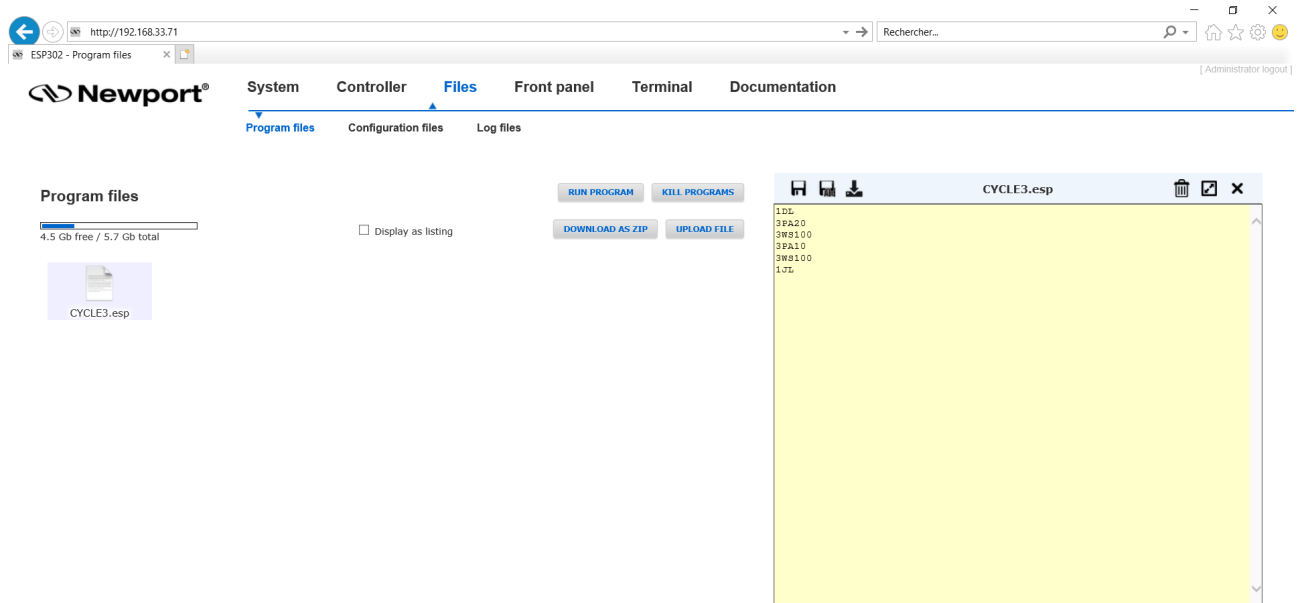 http://192.168.33.71
Rechercher...
ESP302 - Program files
[ Administrator logout ]
Newport®
System Controller Files Front panel Terminal Documentation
Program files Configuration files Log files
Program files
RUN PROGRAM KILL PROGRAMS
4.5 Gb free / 5.7 Gb total
Display as listing
DOWNLOAD AS ZIP UPLOAD FILE
CYCLE3.esp
CYCLE3.esp
1DL
3PA20
3WS100
3PA10
3WS100
1JL